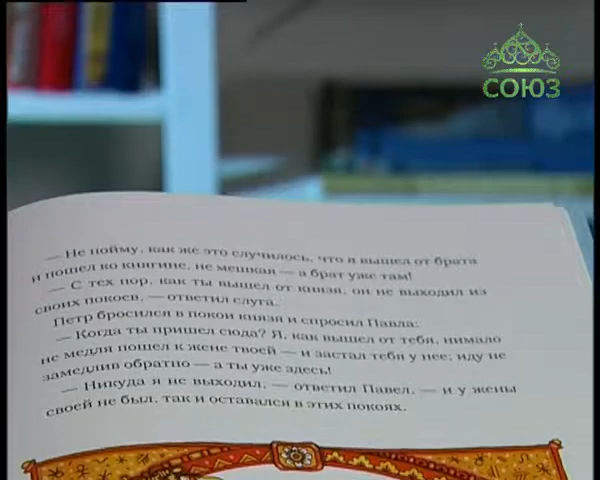 СОЮЗ
— Не пойму, как же это случилось, что я вышел от брата
и пошел ко княгине, не мешкая — а брат уже там!
— С тех пор, как ты вышел от князя, он не выходил из
своих покоев, — ответил слуга.
Петр бросился в покои князя и спросил Павла:
— Когда ты пришел сюда? Я, как вышел от тебя, нимало
не медля пошел к жене твоей — и застал тебя у нее; иду не
замедлив обратно — а ты уже здесь!
— Никуда я не выходил, — ответил Павел, — и у жены
своей не был, так и оставался в этих покоях.